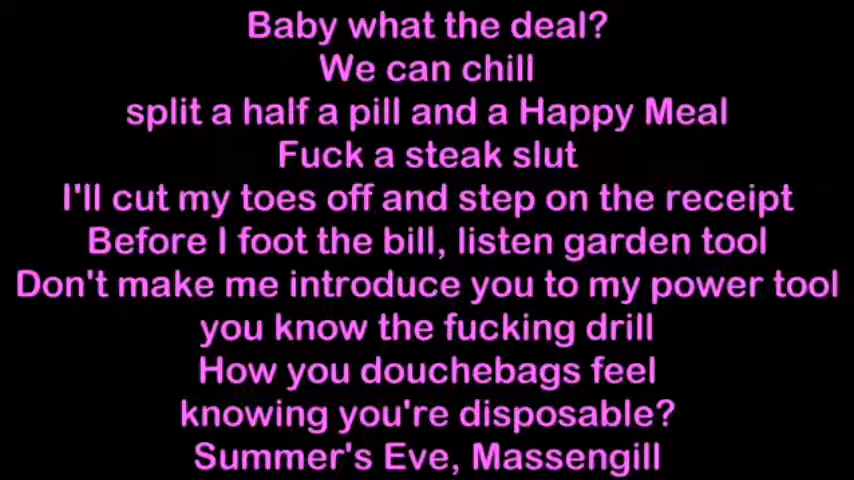 Baby what the deal?
We can chill
split a half a pill and a Happy Meal
Fuck a steak slut
I'll cut my toes off and step on the receipt
Before I foot the bill, listen garden tool
Don't make me introduce you to my power tool
you know the fucking drill
How you douchebags feel
knowing you're disposable?
Summer's Eve, Massengill